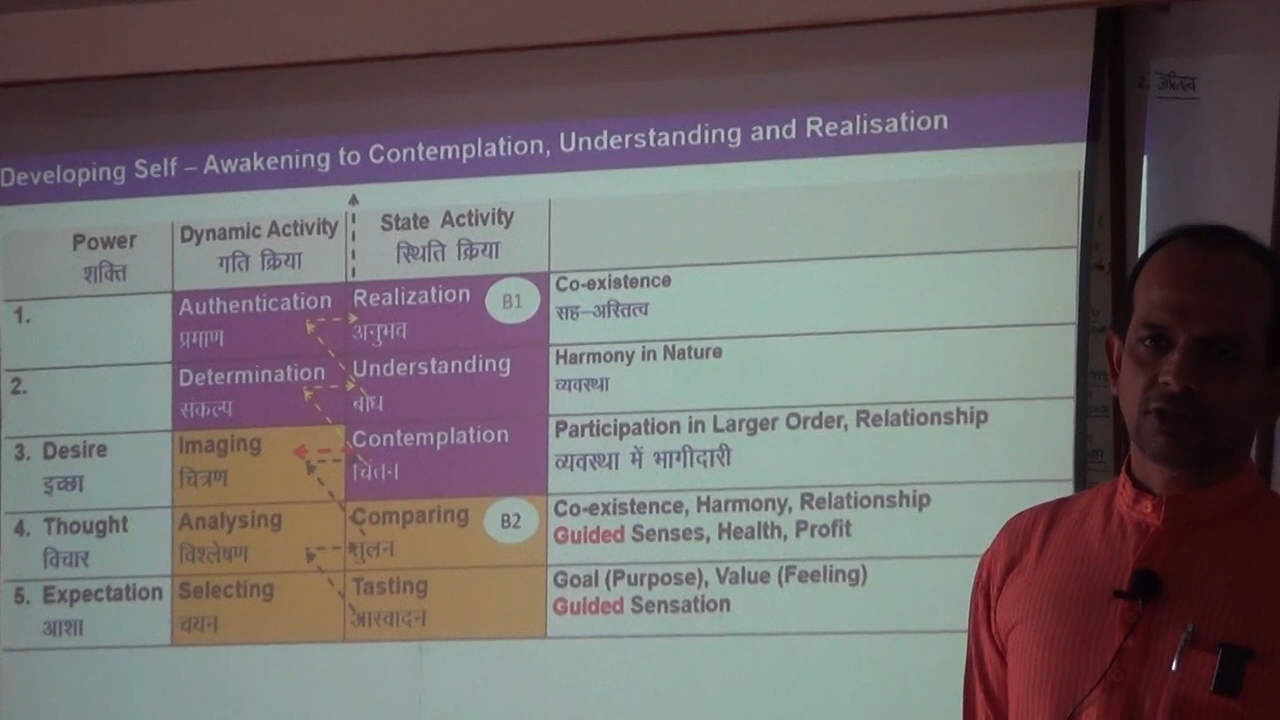 Developing Self – Awakening to Contemplation, Understanding and Realisation
Power
शक्ति
Dynamic Activity
गति क्रिया
State Activity
स्थिति क्रिया
1.
Authentication
प्रमाण
Realization
अनुभव
B1
Co-existence
सह–अस्तित्व
2.
Determination
संकल्प
Understanding
बोध
Harmony in Nature
व्यवस्था
3. Desire
इच्छा
Imaging
चित्रण
Contemplation
चिंतन
Participation in Larger Order, Relationship
व्यवस्था में भागीदारी
4. Thought
विचार
Analysing
विश्लेषण
Comparing
तुलन
B2
Co-existence, Harmony, Relationship
Guided Senses, Health, Profit
5. Expectation
आशा
Selecting
चयन
Tasting
आस्वादन
Goal (Purpose), Value (Feeling)
Guided Sensation
अस्तित्व